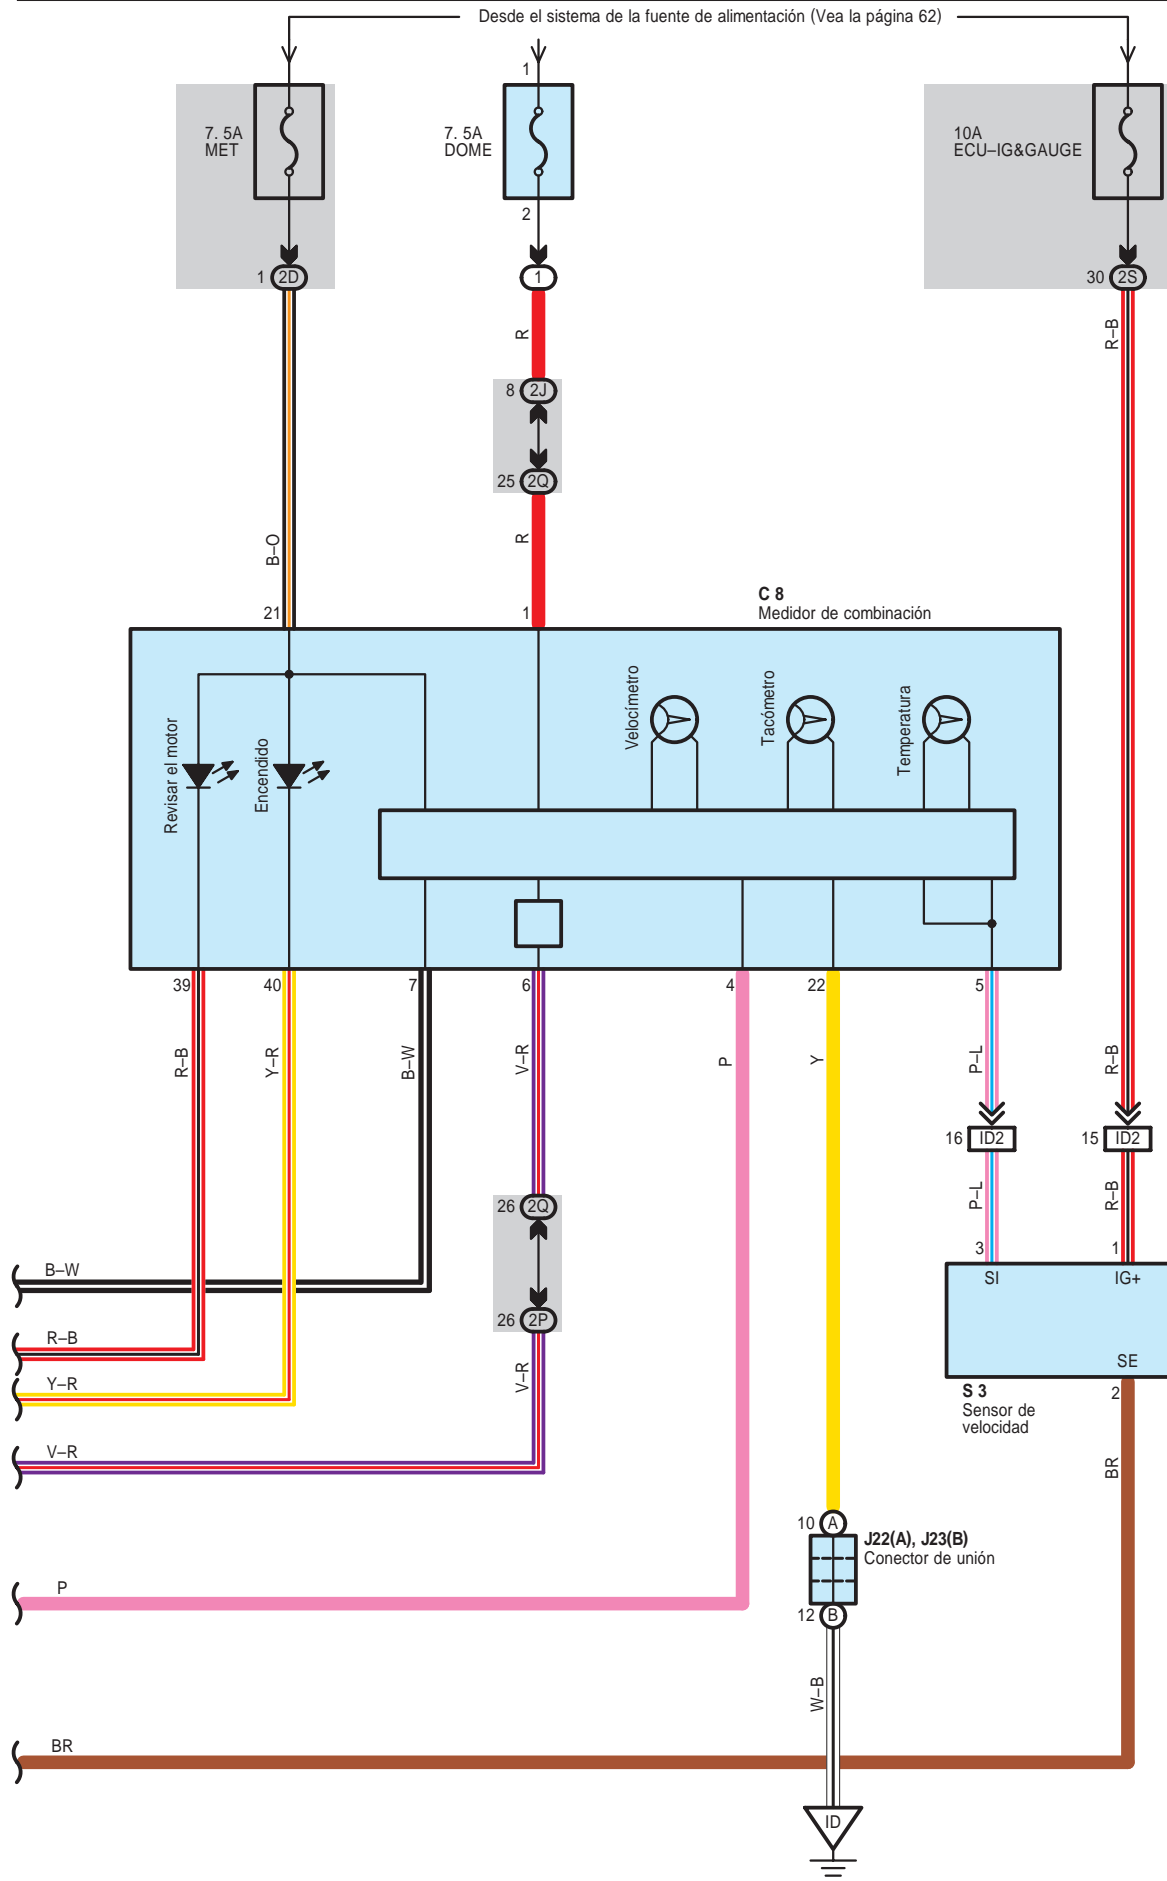 Desde el sistema de la fuente de alimentación (Vea la página 62)
1
7. 5A
MET
7. 5A
DOME
10A
ECU–IG&GAUGE
2
1 2D
1
30 2S
R
R–B
8 2J
25 2Q
R
B–O
21
1
C 8
Medidor de combinación
Revisar el motor
Encendido
Velocímetro
Tacómetro
Temperatura
39
40
7
6
4
22
5
R–B
Y–R
B–W
V–R
P
Y
P–L
R–B
16 ID2
15 ID2
P–L
R–B
26 2Q
3
1
B–W
SI
IG+
26 2P
R–B
SE
V–R
Y–R
S 3
Sensor de
velocidad
2
V–R
BR
10 A
J22(A), J23(B)
Conector de unión
P
12 B
W–B
BR
ID